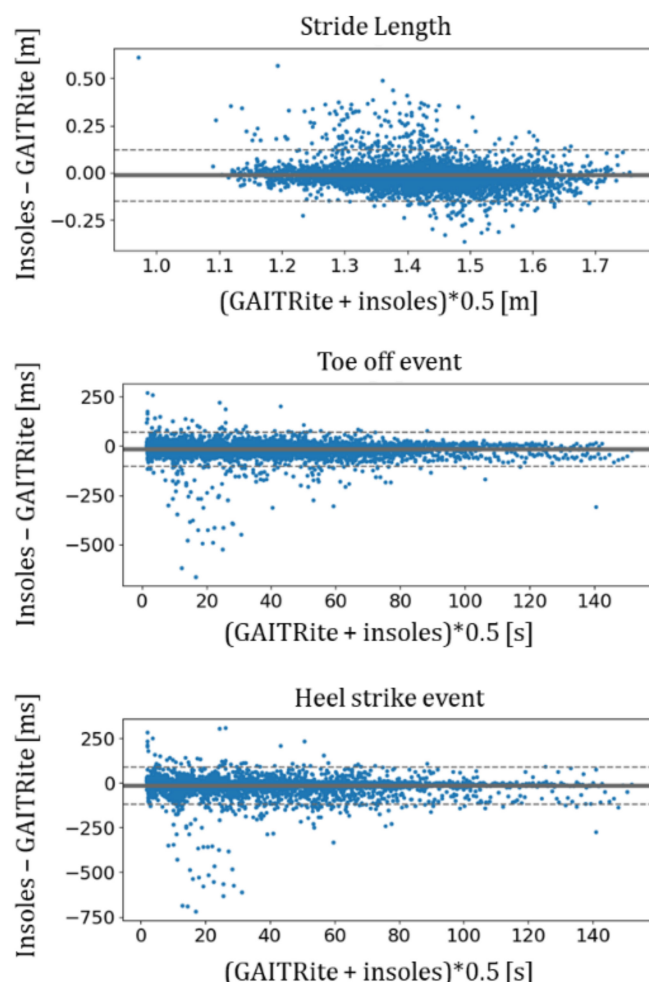 Stride Length
Insoles – GAITRite [m]
0.50
0.25
0.00
−0.25
1.0 1.1 1.2 1.3 1.4 1.5 1.6 1.7
(GAITRite + insoles)*0.5 [m]
Toe off event
Insoles – GAITRite [ms]
250
0
−250
−500
0 20 40 60 80 100 120 140
(GAITRite + insoles)*0.5 [s]
Heel strike event
Insoles – GAITRite [ms]
250
0
−250
−500
−750
0 20 40 60 80 100 120 140
(GAITRite + insoles)*0.5 [s]